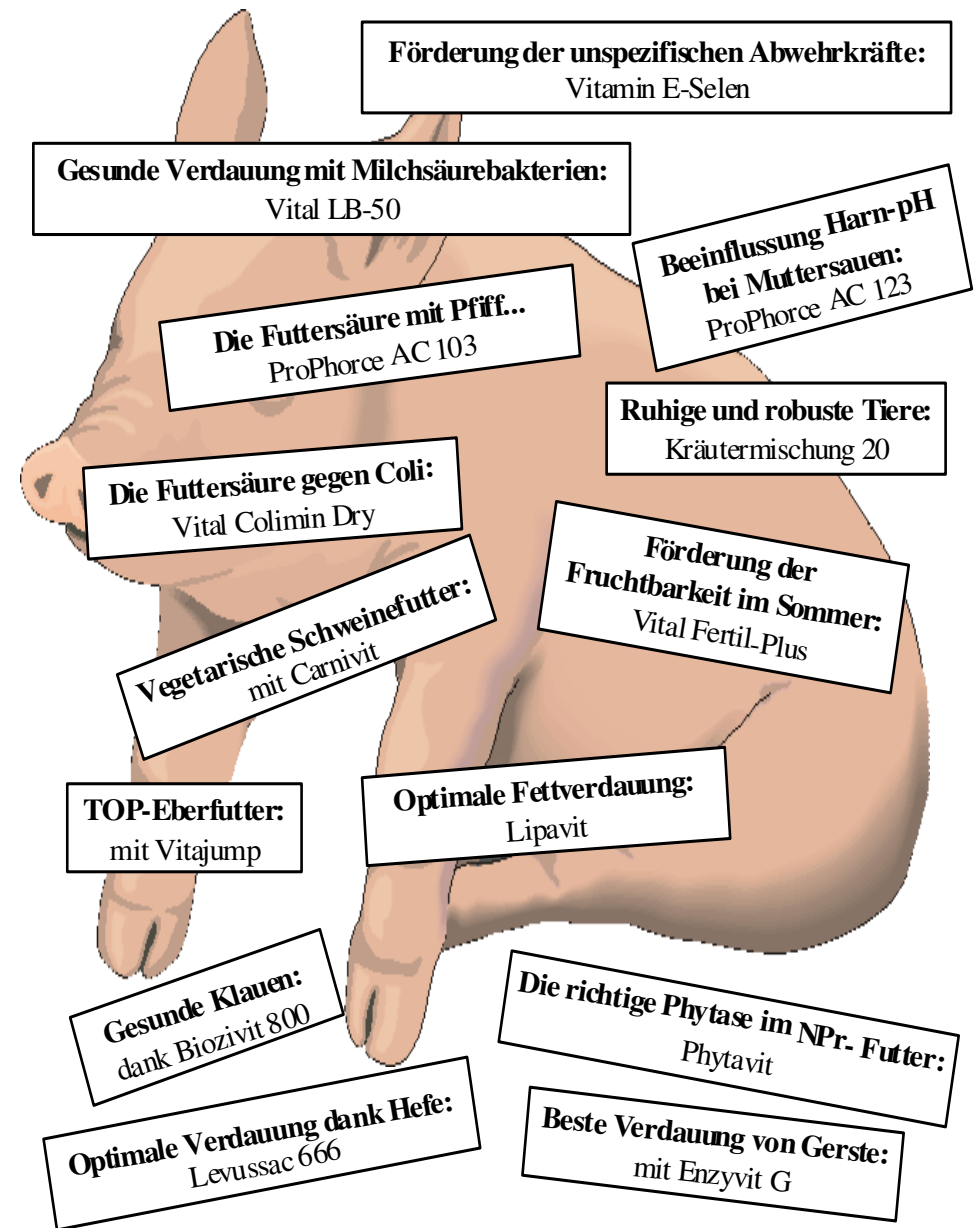 Förderung der unspezifischen Abwehrkräfte:
Vitamin E-Selen
Gesunde Verdauung mit Milchsäurebakterien:
Vital LB-50
Beeinflussung Harn-pH
bei Muttersauen:
ProPhorce AC 123
Die Futtersäure mit Pfiff...
ProPhorce AC 103
Ruhige und robuste Tiere:
Kräutermischung 20
Die Futtersäure gegen Coli:
Vital Colimin Dry
Förderung der
Fruchtbarkeit im Sommer:
Vital Fertil-Plus
Vegetarische Schweinefutter:
mit Carnivit
TOP-Eberfutter:
mit Vitajump
Optimale Fettverdauung:
Lipavit
Gesunde Klauen:
dank Biozivit 800
Die richtige Phytase im NPr- Futter:
Phytavit
Optimale Verdauung dank Hefe:
Levussac 666
Beste Verdauung von Gerste:
mit Enzyvit G